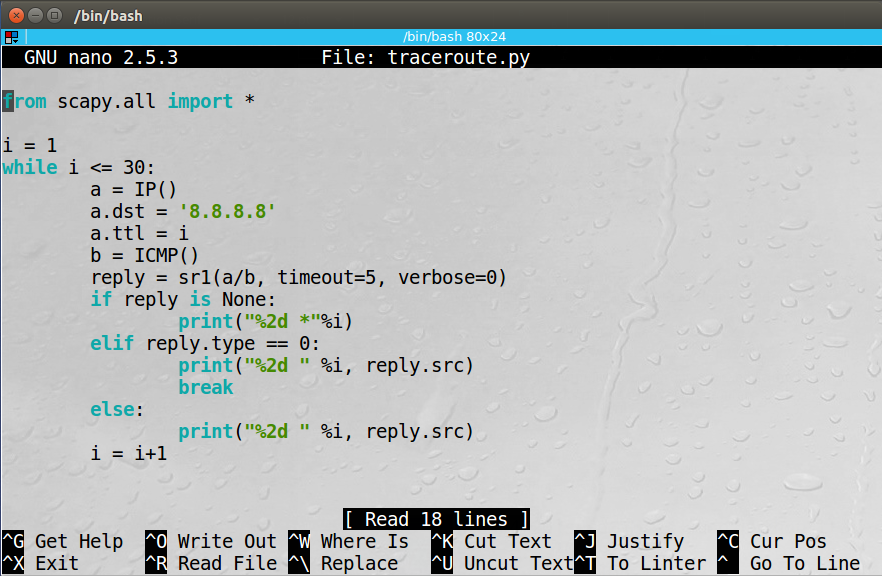 /bin/bash
/bin/bash 80x24
GNU nano 2.5.3 File: traceroute.py
from scapy.all import *
i = 1
while i <= 30:
        a = IP()
        a.dst = '8.8.8.8'
        a.ttl = i
        b = ICMP()
        reply = sr1(a/b, timeout=5, verbose=0)
        if reply is None:
                print("%2d *"%i)
        elif reply.type == 0:
                print("%2d " %i, reply.src)
                break
        else:
                print("%2d " %i, reply.src)
        i = i+1
[ Read 18 lines ]
^G Get Help ^O Write Out ^W Where Is ^K Cut Text ^J Justify ^C Cur Pos
^X Exit ^R Read File ^\ Replace ^U Uncut Text ^T To Linter ^_ Go To Line